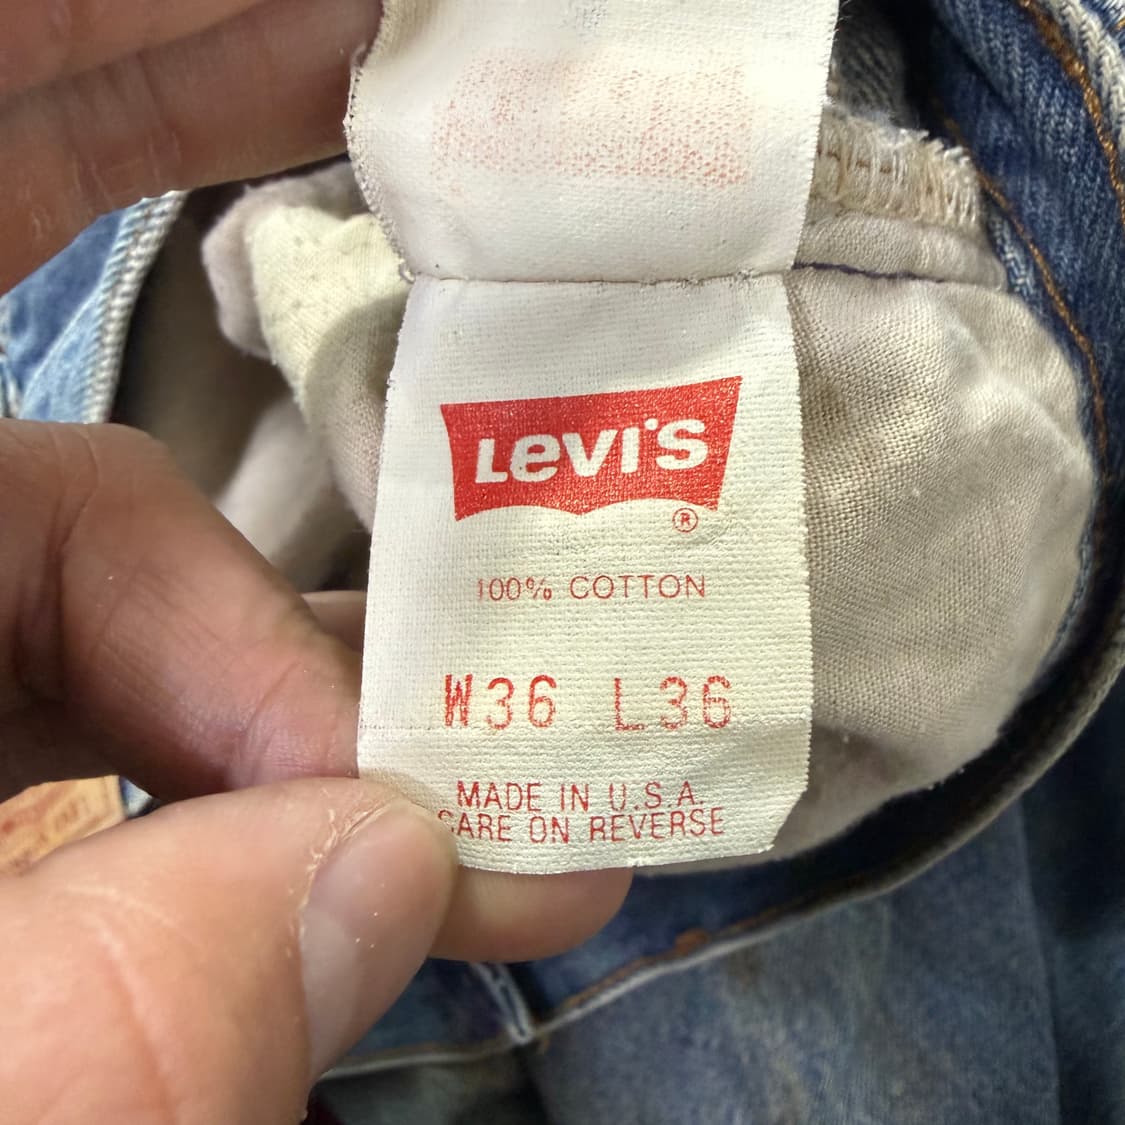 Levi's
®
100% COTTON
W36 L36
MADE IN U.S.A.
CARE ON REVERSE